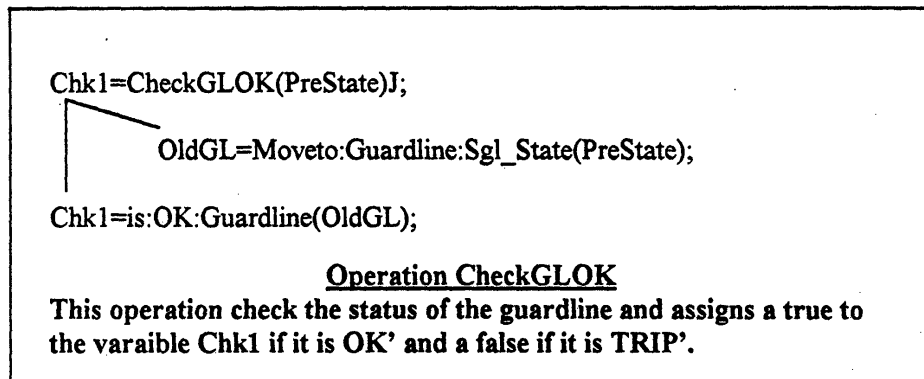 Chk1=CheckGLOK(PreState)J;
OldGL=Moveto:Guardline:Sgl_State(PreState);
Chk1=is:OK:Guardline(OldGL);
Operation CheckGLOK
This operation check the status of the guardline and assigns a true to
the varaible Chk1 if it is OK’ and a false if it is TRIP’.